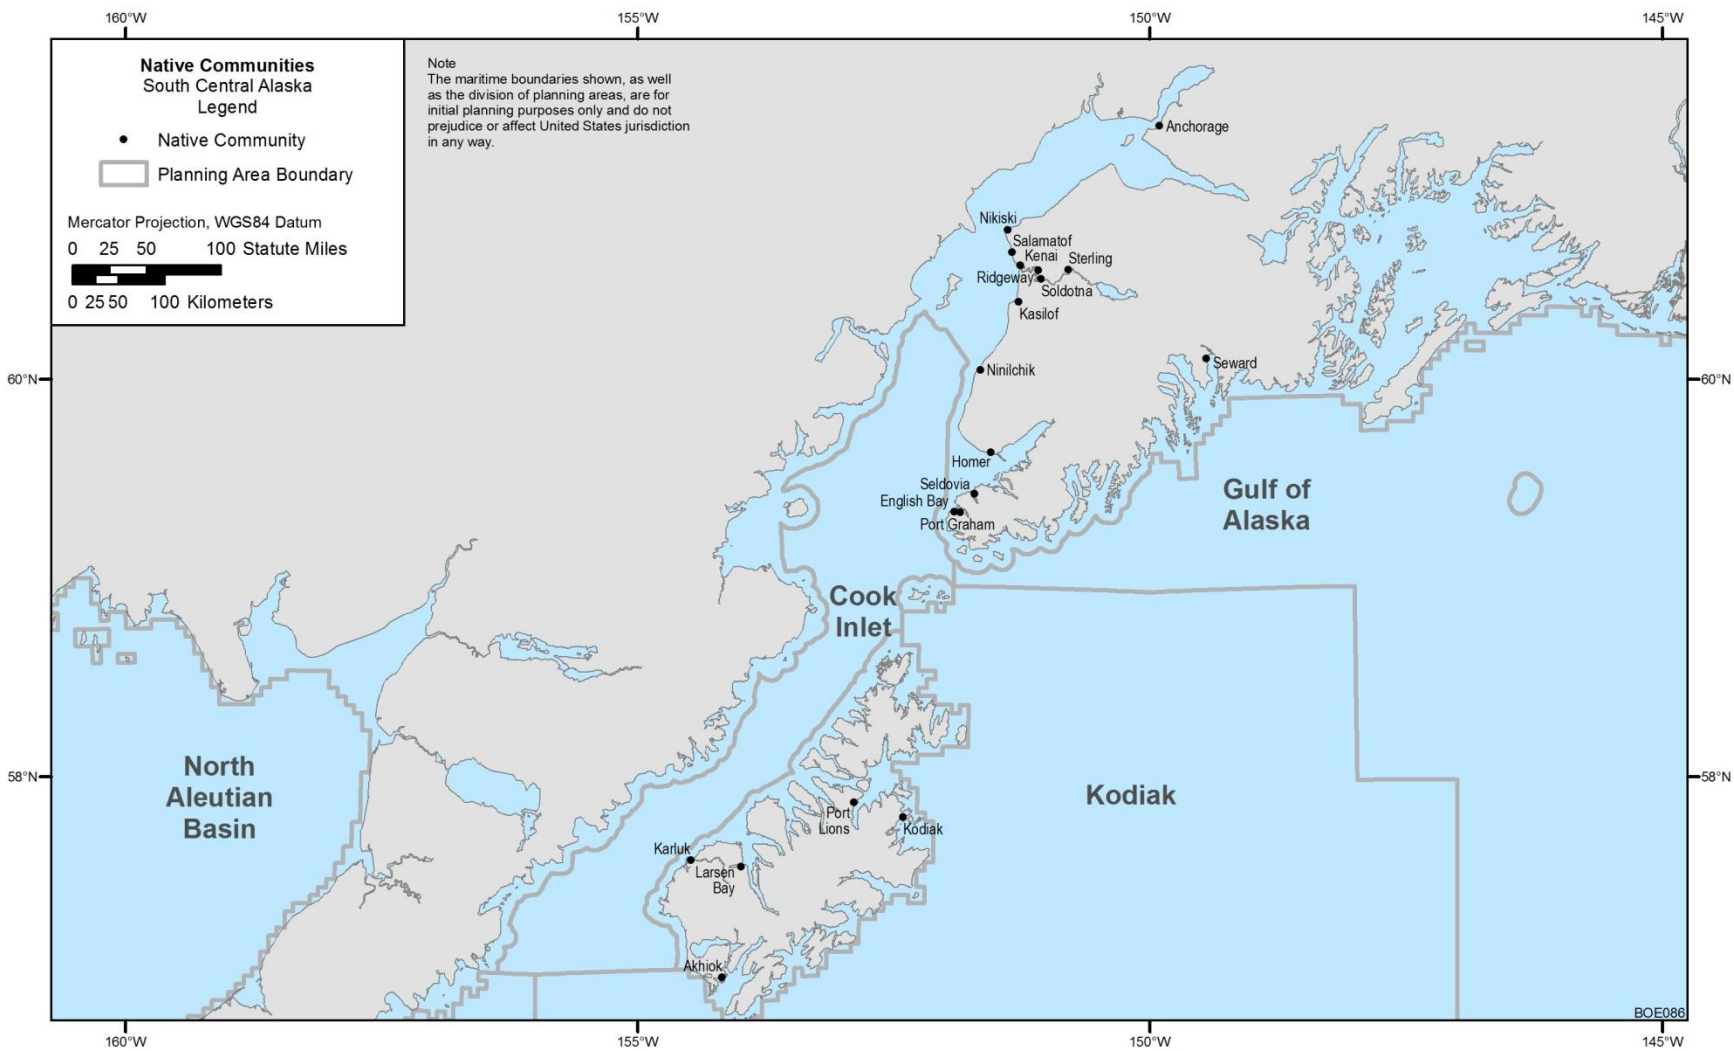 160°W
155°W
150°W
145°W
Native Communities
South Central Alaska
Legend
Native Community
Planning Area Boundary
Mercator Projection, WGS84 Datum
0 25 50 100 Statute Miles
0 25 50 100 Kilometers
Note
The maritime boundaries shown, as well
as the division of planning areas, are for
initial planning purposes only and do not
prejudice or affect United States jurisdiction
in any way.
Anchorage
Nikiski
Salamatof
Kenai
Sterling
Ridgeway
Soldotna
Kasilof
Ninilchik
Seward
60°N
60°N
Homer
Seldovia
English Bay
Port Graham
Gulf of
Alaska
Cook
Inlet
North
Aleutian
Basin
58°N
58°N
Kodiak
Port
Lions
Kodiak
Karluk
Larsen
Bay
Akhiok
BOE086
160°W
155°W
150°W
145°W